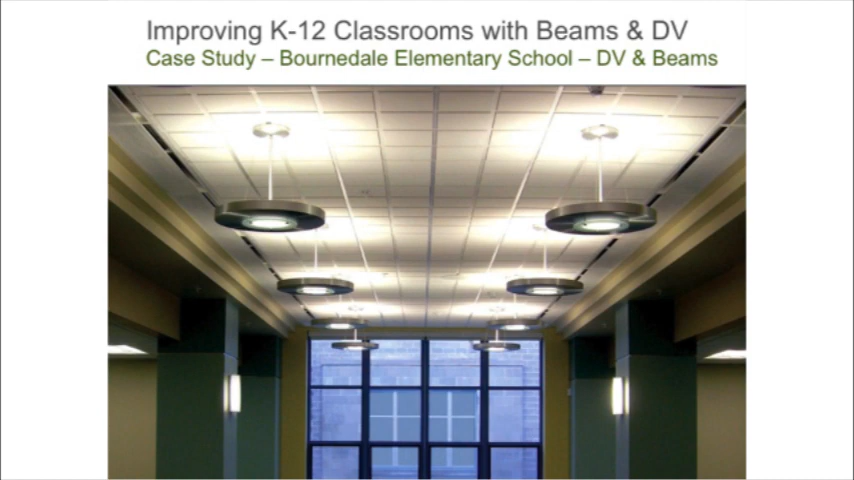 Improving K-12 Classrooms with Beams & DV
Case Study – Bournedale Elementary School – DV & Beams